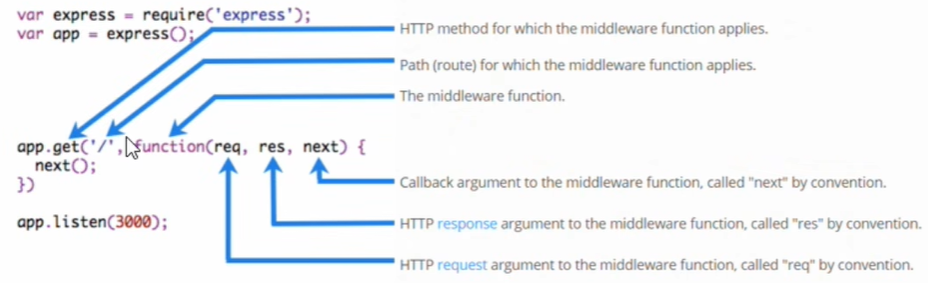 var express = require('express');
var app = express();
HTTP method for which the middleware function applies.
Path (route) for which the middleware function applies.
The middleware function.
app.get('/', function(req, res, next) {
next();
})
Callback argument to the middleware function, called "next" by convention.
app.listen(3000);
HTTP response argument to the middleware function, called "res" by convention.
HTTP request argument to the middleware function, called "req" by convention.